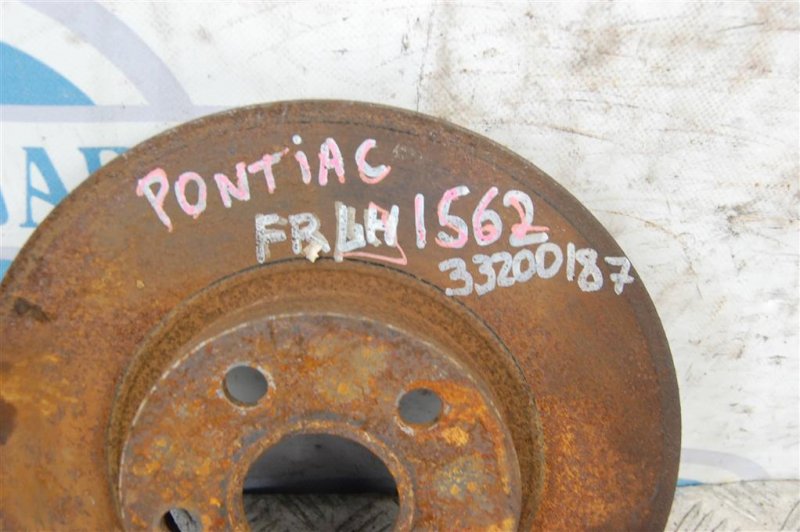 PONTiAC
FR LH 1562
33200187